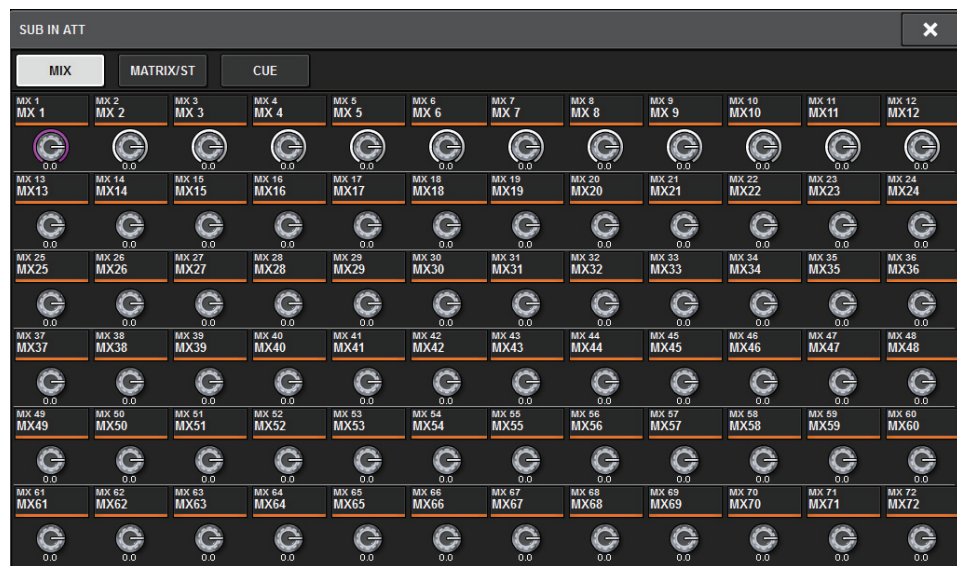 SUB IN ATT
MIX MATRIX/ST CUE
MX 1 MX 2 MX 3 MX 4 MX 5 MX 6 MX 7 MX 8 MX 9 MX 10 MX 11 MX 12
MX 1 MX 2 MX 3 MX 4 MX 5 MX 6 MX 7 MX 8 MX 9 MX10 MX11 MX12
0.0 0.0 0.0 0.0 0.0 0.0 0.0 0.0 0.0 0.0 0.0 0.0
MX 13 MX 14 MX 15 MX 16 MX 17 MX 18 MX 19 MX 20 MX 21 MX 22 MX 23 MX 24
MX13 MX14 MX15 MX16 MX17 MX18 MX19 MX20 MX21 MX22 MX23 MX24
0.0 0.0 0.0 0.0 0.0 0.0 0.0 0.0 0.0 0.0 0.0 0.0
MX 25 MX 26 MX 27 MX 28 MX 29 MX 30 MX 31 MX 32 MX 33 MX 34 MX 35 MX 36
MX25 MX26 MX27 MX28 MX29 MX30 MX31 MX32 MX33 MX34 MX35 MX36
0.0 0.0 0.0 0.0 0.0 0.0 0.0 0.0 0.0 0.0 0.0 0.0
MX 37 MX 38 MX 39 MX 40 MX 41 MX 42 MX 43 MX 44 MX 45 MX 46 MX 47 MX 48
MX37 MX38 MX39 MX40 MX41 MX42 MX43 MX44 MX45 MX46 MX47 MX48
0.0 0.0 0.0 0.0 0.0 0.0 0.0 0.0 0.0 0.0 0.0 0.0
MX 49 MX 50 MX 51 MX 52 MX 53 MX 54 MX 55 MX 56 MX 57 MX 58 MX 59 MX 60
MX49 MX50 MX51 MX52 MX53 MX54 MX55 MX56 MX57 MX58 MX59 MX60
0.0 0.0 0.0 0.0 0.0 0.0 0.0 0.0 0.0 0.0 0.0 0.0
MX 61 MX 62 MX 63 MX 64 MX 65 MX 66 MX 67 MX 68 MX 69 MX 70 MX 71 MX 72
MX61 MX62 MX63 MX64 MX65 MX66 MX67 MX68 MX69 MX70 MX71 MX72
0.0 0.0 0.0 0.0 0.0 0.0 0.0 0.0 0.0 0.0 0.0 0.0